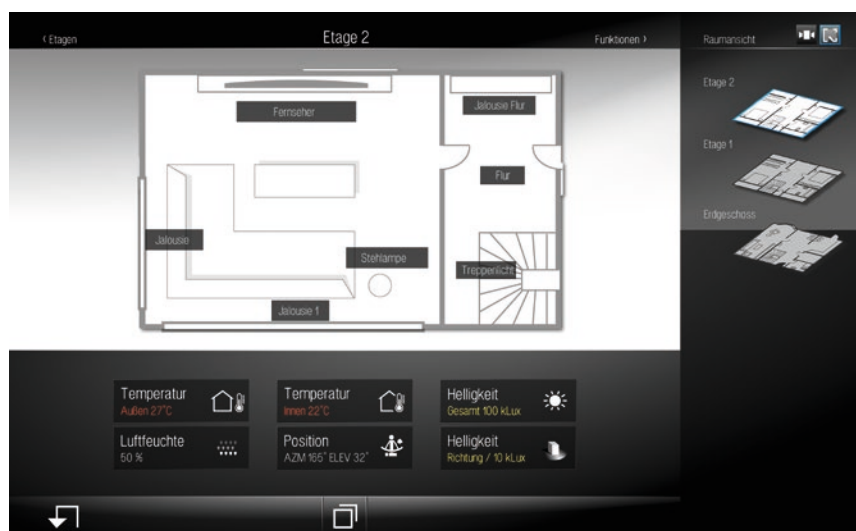 ‹ Etagen
Etage 2
Funktionen ›
Raumansicht
Fernseher
Jalousie Flur
Flur
Jalousie
Stehlampe
Treppenlicht
Jalousie 1
Etage 2
Etage 1
Erdgeschoss
Temperatur
Außen 27°C
Temperatur
Innen 22°C
Helligkeit
Gesamt 100 kLux
Luftfeuchte
50 %
Position
AZM 165° ELEV 32°
Helligkeit
Richtung / 10 kLux